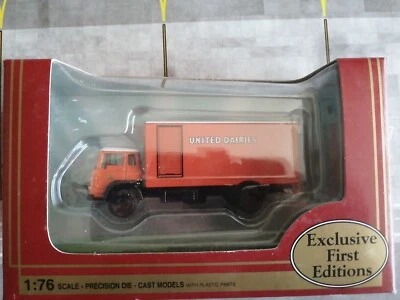 UNITED DAIRIES
Exclusive
First
Editions
1:76 SCALE - PRECISION DIE - CAST MODELS WITH PLASTIC PARTS